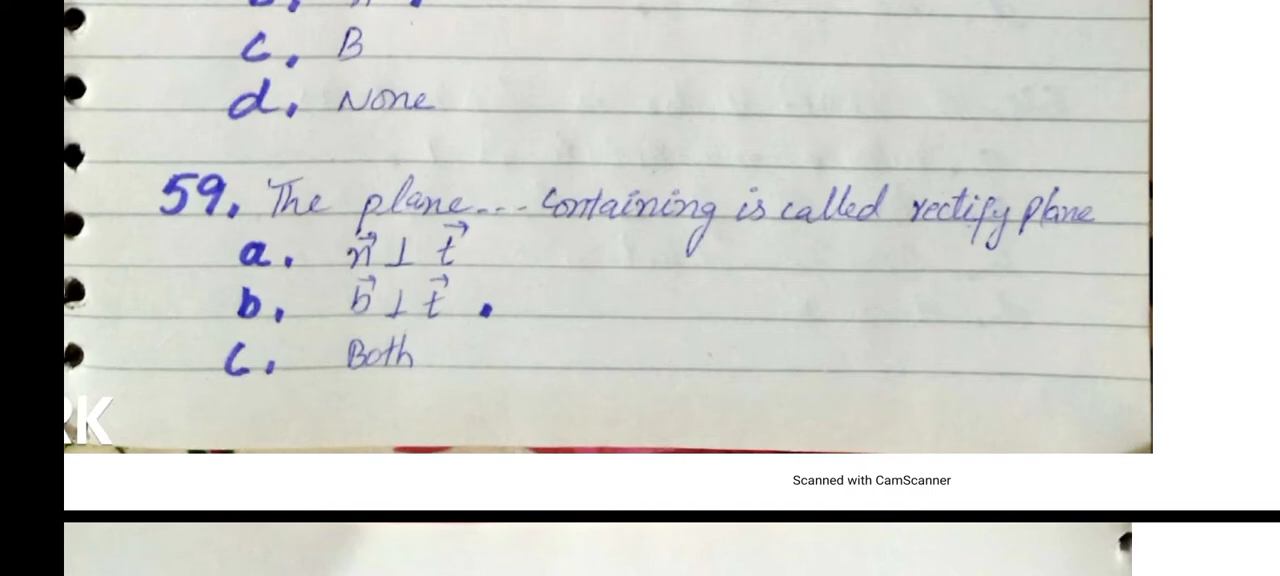 c. B
d. None
59. The plane... containing is called rectify plane
a. n⃗ ⊥ t⃗
b. b⃗ ⊥ t⃗ .
c. Both
RK
Scanned with CamScanner